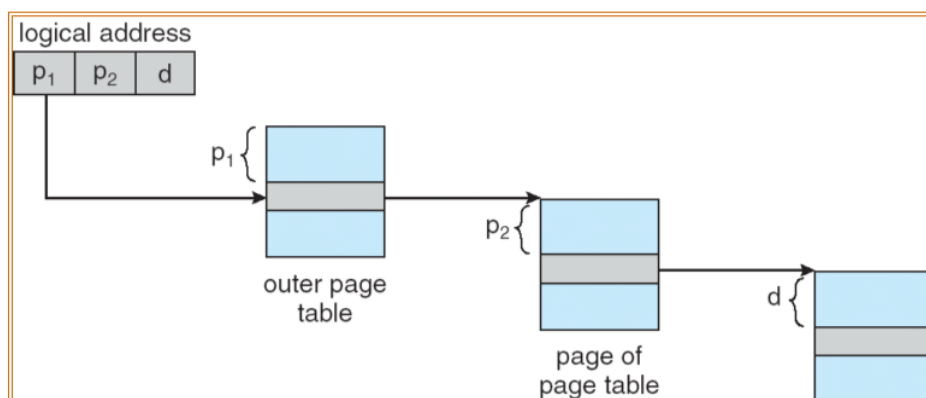 logical address
p₁ p₂ d
p₁
outer page
table
p₂
page of
page table
d